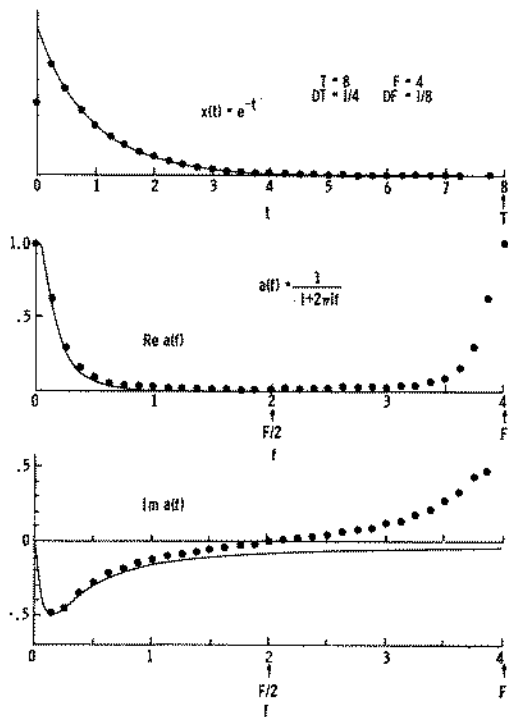 T = 8 F = 4
DT = 1/4 DF = 1/8
x(t) = e^-t
0 1 2 3 4 5 6 7 8
t
T
1.0
.5
a(f) = 1
1+2πif
Re a(f)
0 1 2 3 4
F/2
F
f
.5
Im a(f)
0
-.5
0 1 2 3 4
F/2
F
f